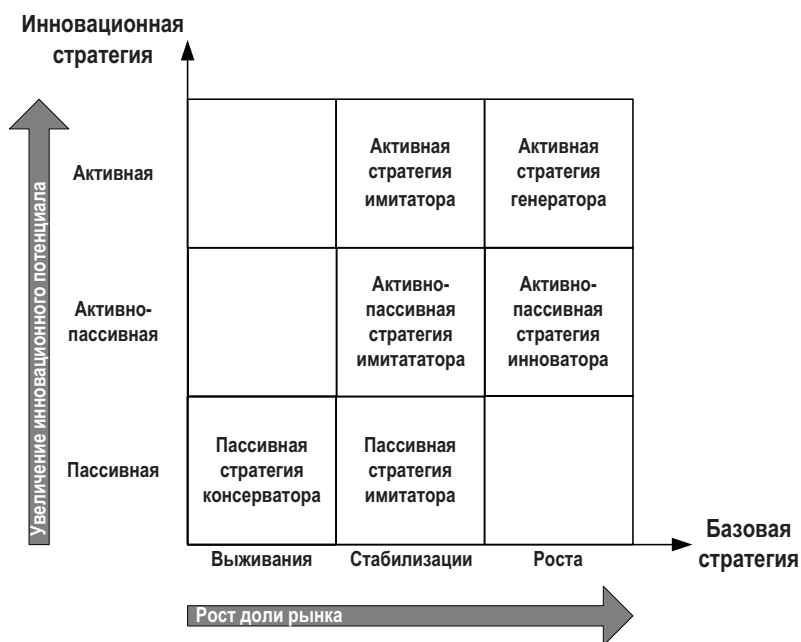 Инновационная
стратегия
Увеличение инновационного потенциала
Активная
Активная
стратегия
имитатора
Активная
стратегия
генератора
Активно-
пассивная
Активно-
пассивная
стратегия
имитататора
Активно-
пассивная
стратегия
инноватора
Пассивная
Пассивная
стратегия
консерватора
Пассивная
стратегия
имитатора
Выживания
Стабилизации
Роста
Базовая
стратегия
Рост доли рынка